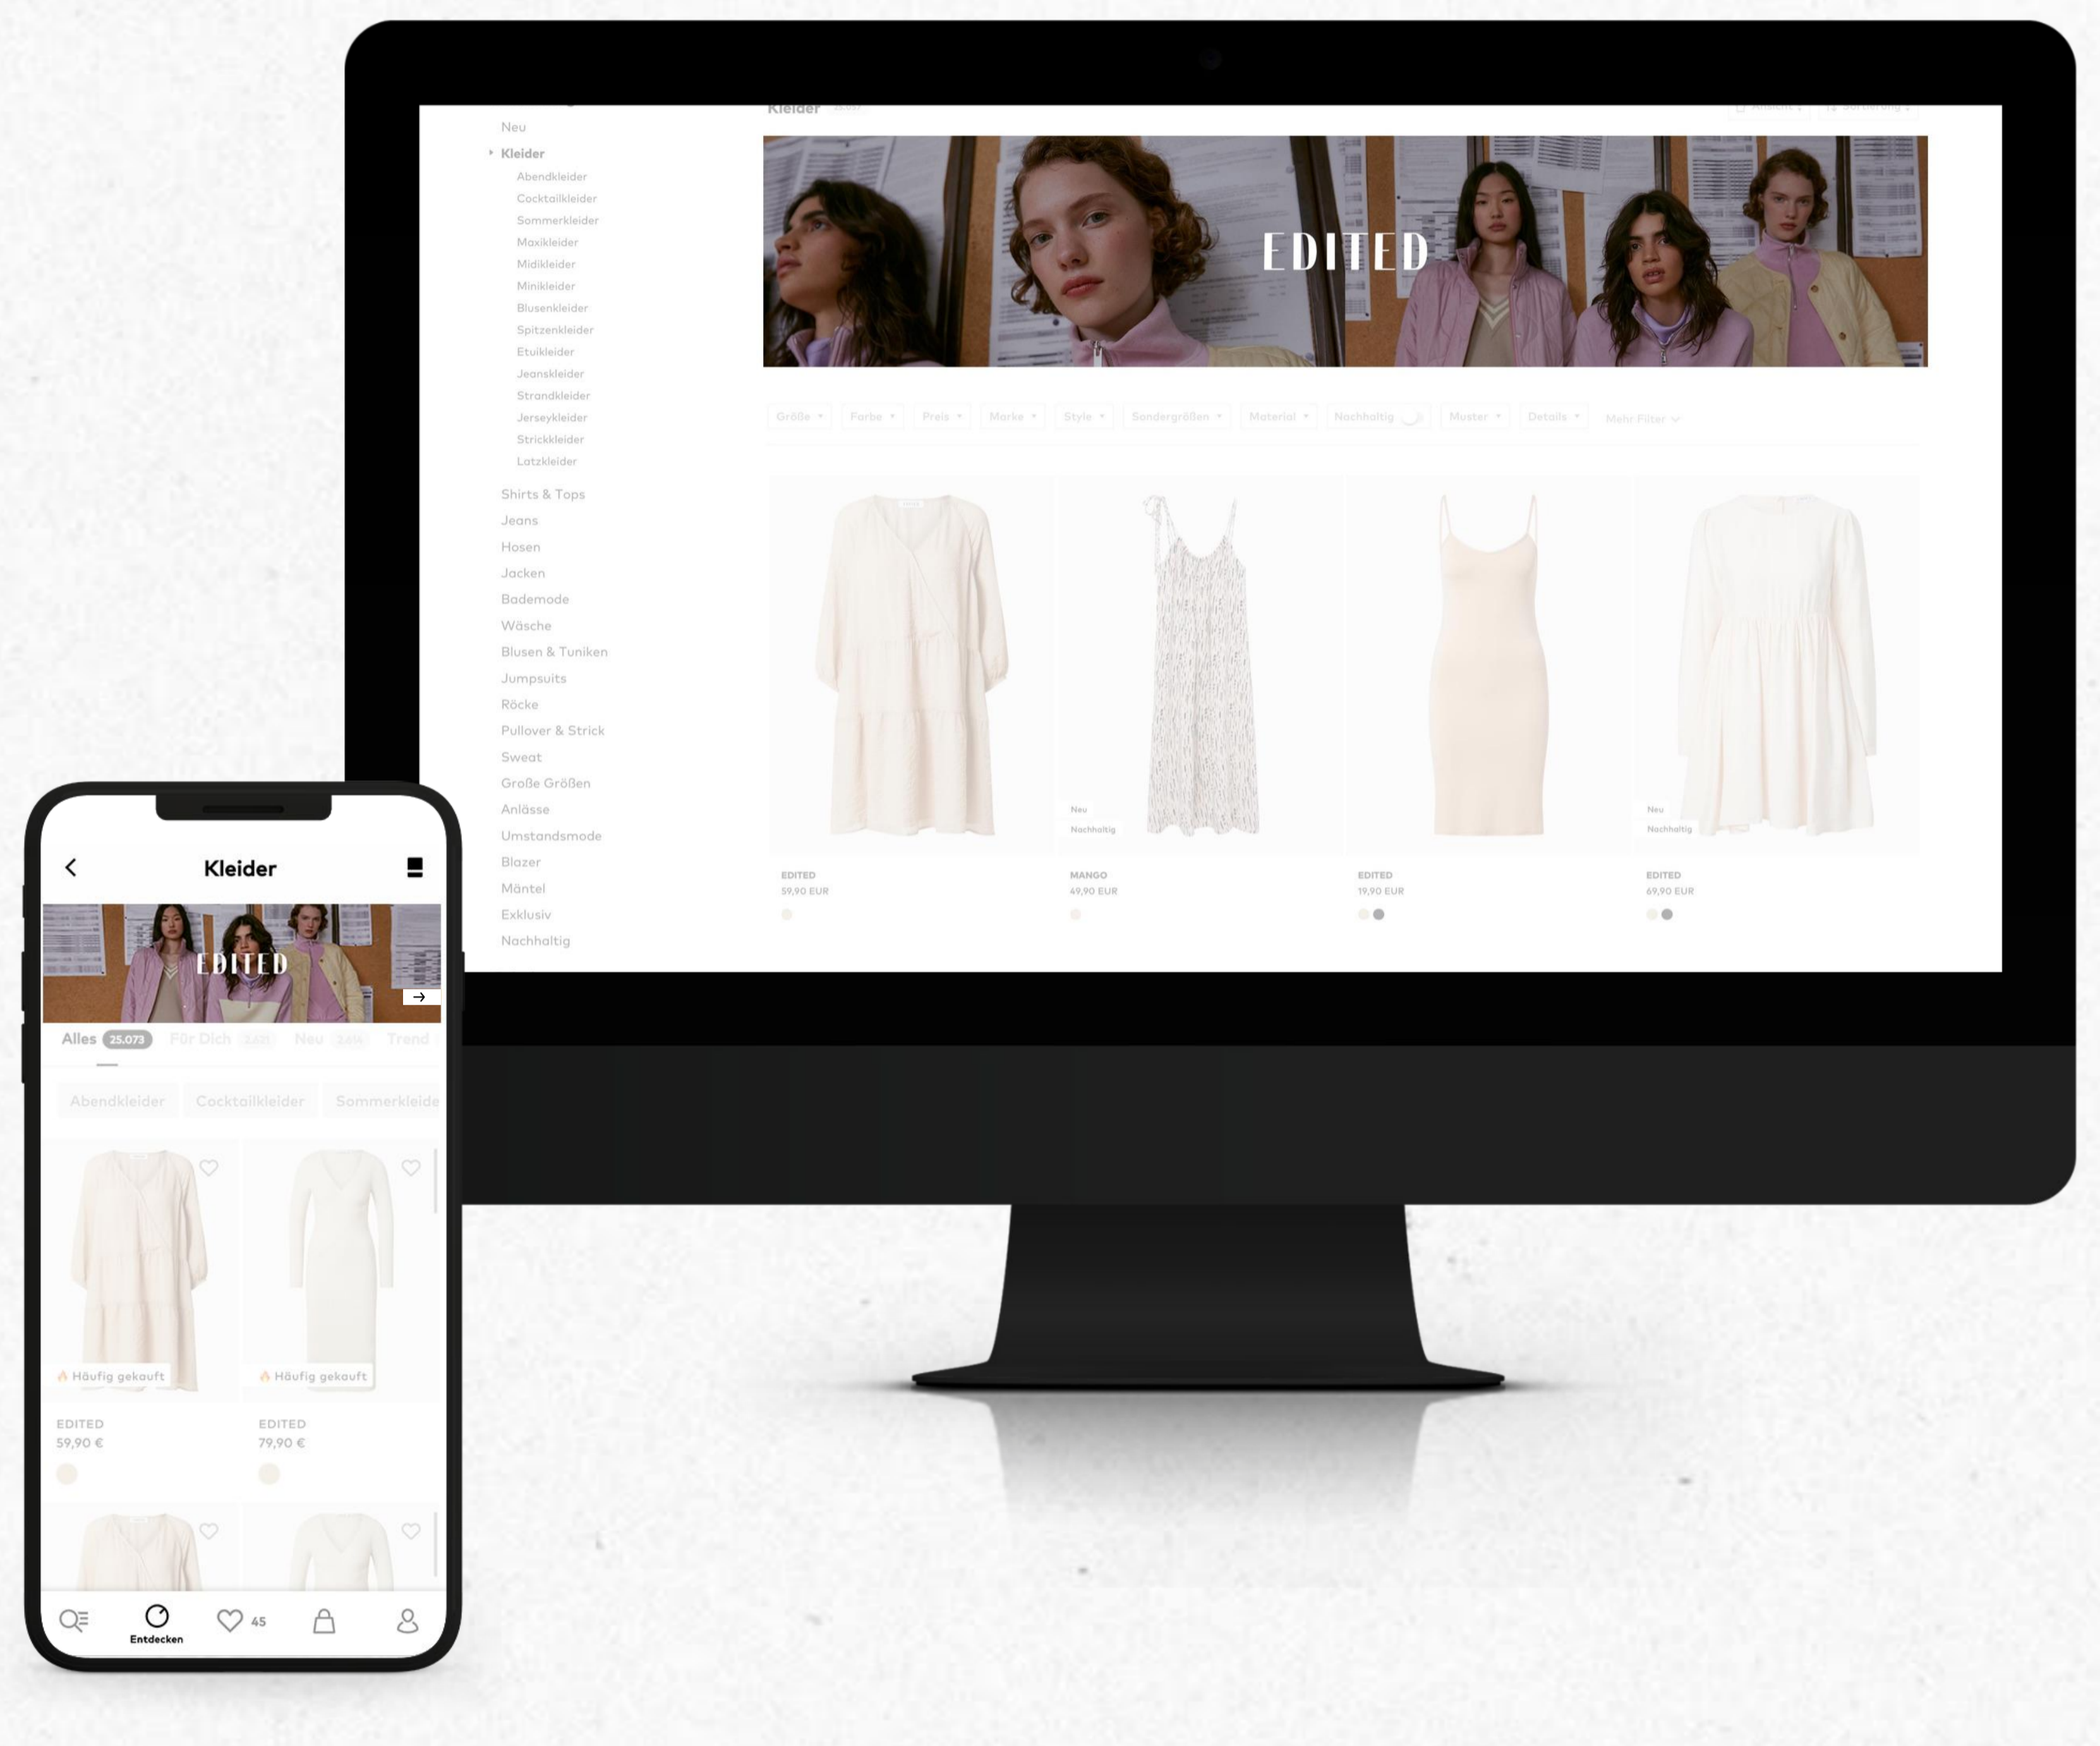 Kleider
Neu
Kleider
Abendkleider
Cocktailkleider
Sommerkleider
Maxikleider
Midikleider
Minikleider
Blusenkleider
Spitzenkleider
Etuikleider
Jeanskleider
Strandkleider
Jerseykleider
Strickkleider
Latzkleider
Shirts & Tops
Jeans
Hosen
Jacken
Bademode
Wäsche
Blusen & Tuniken
Jumpsuits
Röcke
Pullover & Strick
Sweat
Große Größen
Anlässe
Umstandsmode
Blazer
Mäntel
Exklusiv
Nachhaltig
EDITED
Größe Farbe Preis Marke Style Sondergrößen Material Nachhaltig Muster Details Mehr Filter
Neu
Nachhaltig
Neu
Nachhaltig
EDITED
59,90 EUR
MANGO
49,90 EUR
EDITED
19,90 EUR
EDITED
69,90 EUR
Kleider
EDITED
Alles 25.073 Für Dich Neu Trend
Abendkleider Cocktailkleider Sommerkleide
Häufig gekauft Häufig gekauft
EDITED EDITED
59,90 € 79,90 €
45
Entdecken